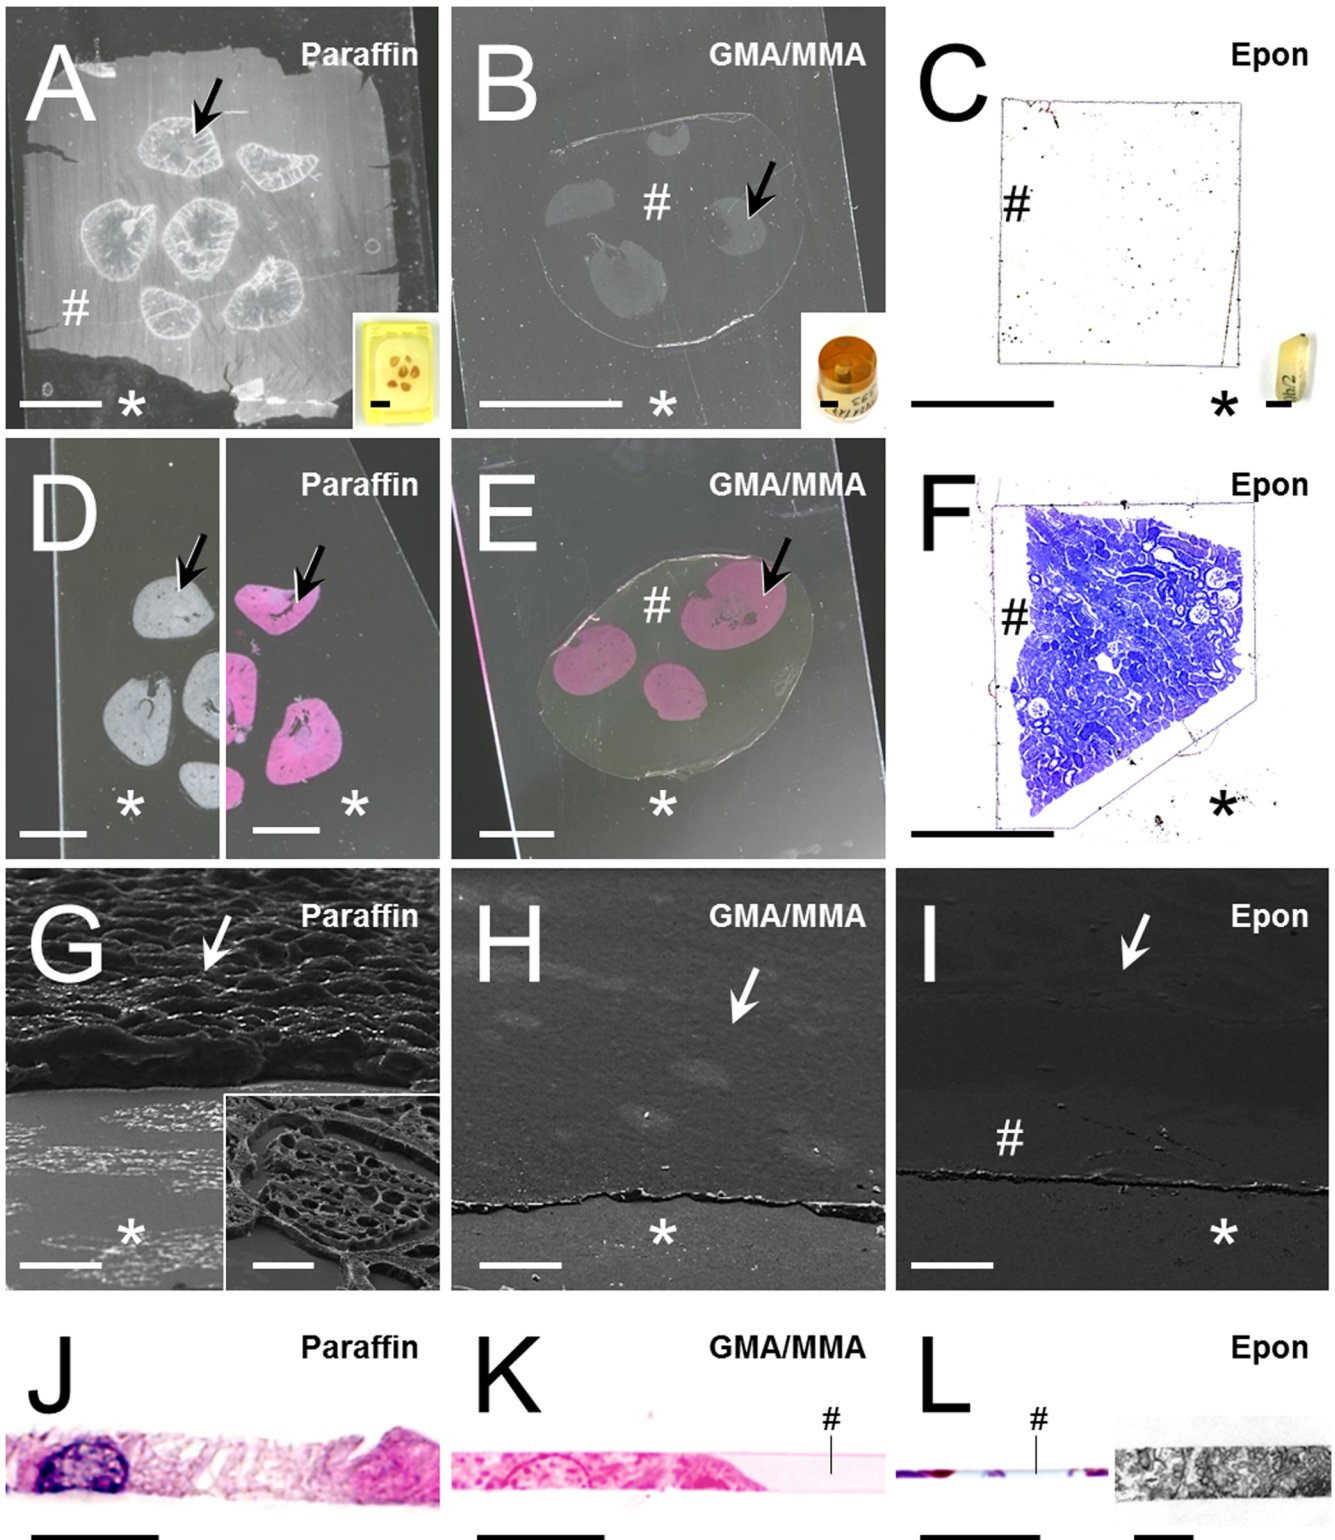 A Paraffin
B GMA/MMA
C Epon
#
#
#
*
*
*
D Paraffin
E GMA/MMA
F Epon
#
#
*
*
*
*
G Paraffin
H GMA/MMA
I Epon
#
*
*
*
J Paraffin
K GMA/MMA
L Epon
#
#